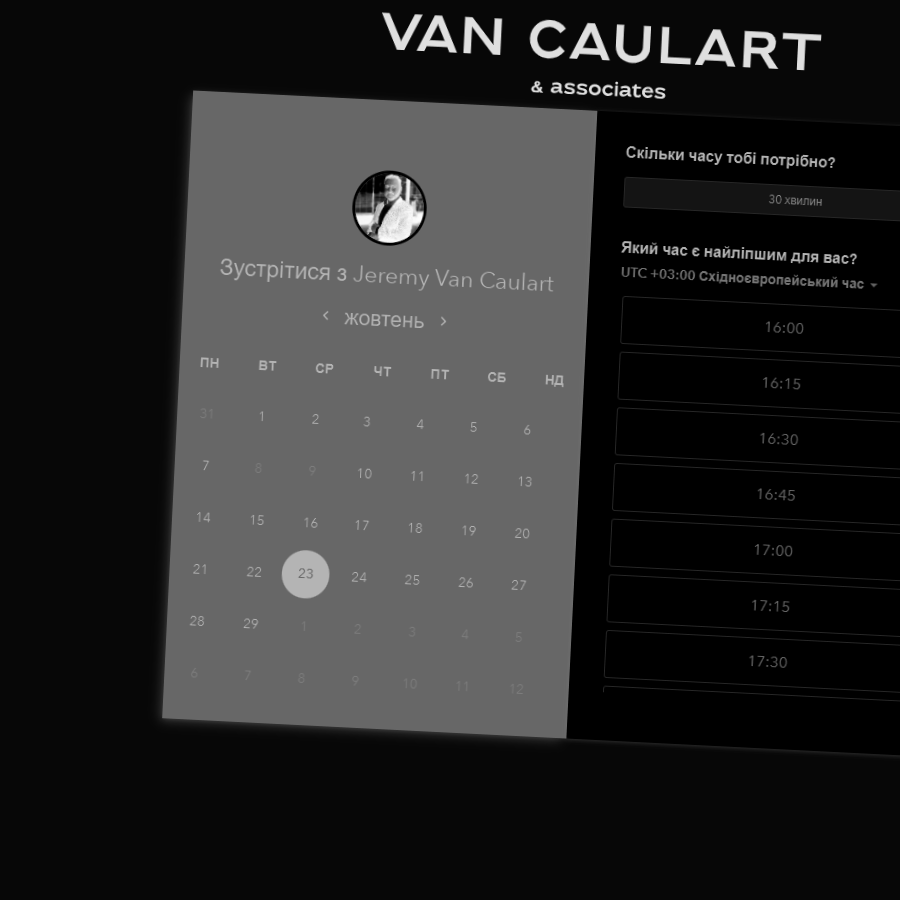 VAN CAULART
& associates
Зустрітися з Jeremy Van Caulart
жовтень
ПН ВТ СР ЧТ ПТ СБ НД
31 1 2 3 4 5 6
7 8 9 10 11 12 13
14 15 16 17 18 19 20
21 22 23 24 25 26 27
28 29 1 2 3 4 5
6 7 8 9 10 11 12
Скільки часу тобі потрібно?
30 хвилин
Який час є найліпшим для вас?
UTC +03:00 Східноєвропейський час
16:00
16:15
16:30
16:45
17:00
17:15
17:30